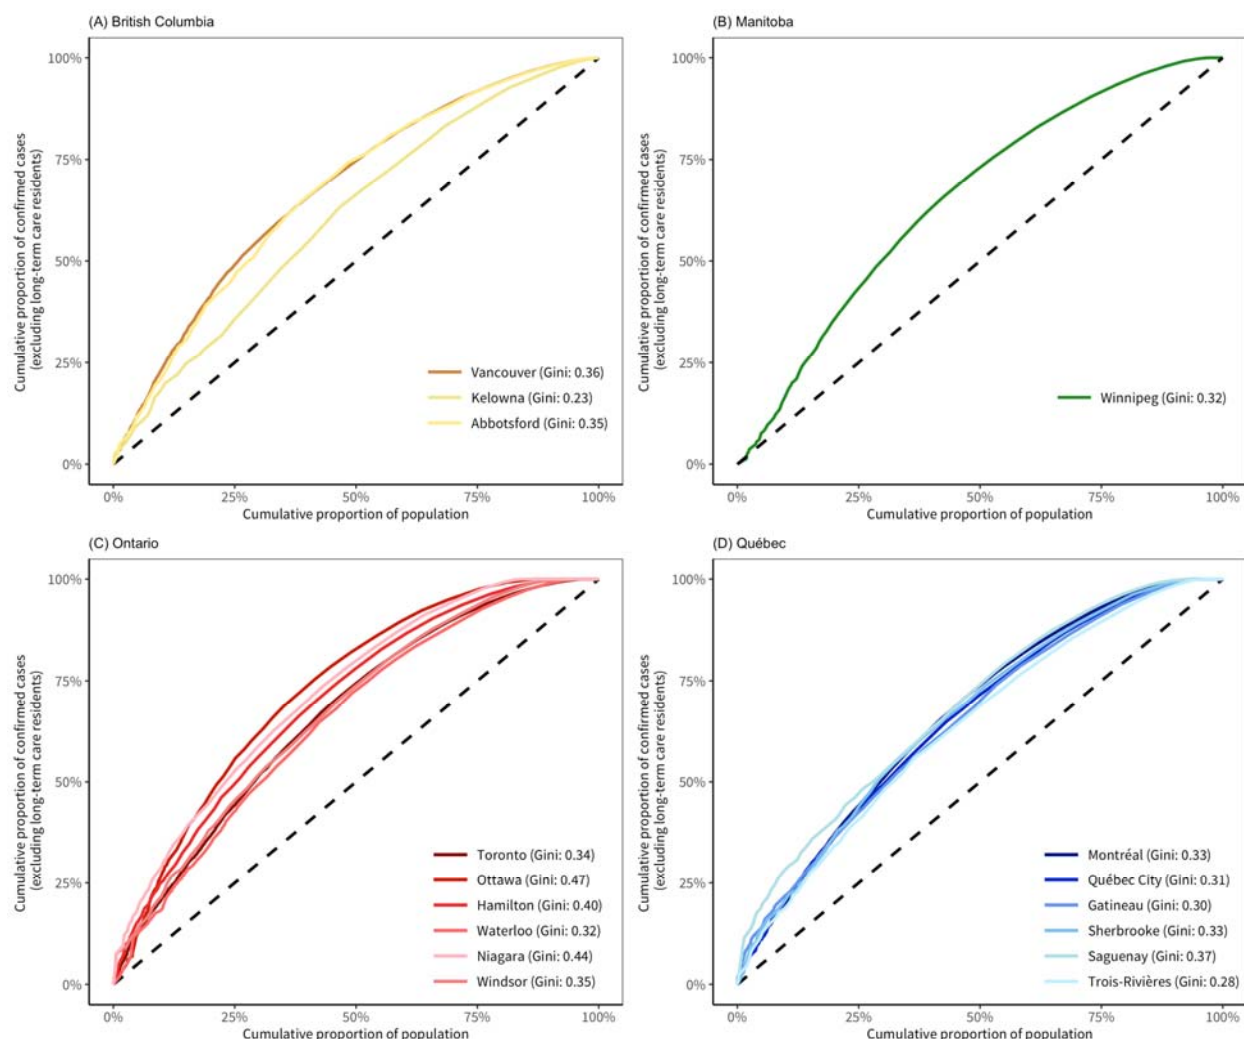 (A) British Columbia
Cumulative proportion of confirmed cases
(excluding long-term care residents)
100%
75%
50%
25%
0%
Vancouver (Gini: 0.36)
Kelowna (Gini: 0.23)
Abbotsford (Gini: 0.35)
0%
25%
50%
75%
100%
Cumulative proportion of population
(B) Manitoba
Cumulative proportion of confirmed cases
(excluding long-term care residents)
100%
75%
50%
25%
0%
Winnipeg (Gini: 0.32)
0%
25%
50%
75%
100%
Cumulative proportion of population
(C) Ontario
Cumulative proportion of confirmed cases
(excluding long-term care residents)
100%
75%
50%
25%
0%
Toronto (Gini: 0.34)
Ottawa (Gini: 0.47)
Hamilton (Gini: 0.40)
Waterloo (Gini: 0.32)
Niagara (Gini: 0.44)
Windsor (Gini: 0.35)
0%
25%
50%
75%
100%
Cumulative proportion of population
(D) Québec
Cumulative proportion of confirmed cases
(excluding long-term care residents)
100%
75%
50%
25%
0%
Montréal (Gini: 0.33)
Québec City (Gini: 0.31)
Gatineau (Gini: 0.30)
Sherbrooke (Gini: 0.33)
Saguenay (Gini: 0.37)
Trois-Rivières (Gini: 0.28)
0%
25%
50%
75%
100%
Cumulative proportion of population